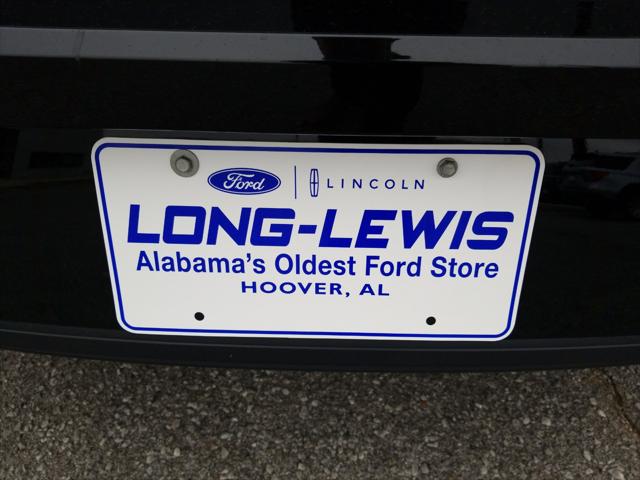 Ford LINCOLN
LONG-LEWIS
Alabama's Oldest Ford Store
HOOVER, AL